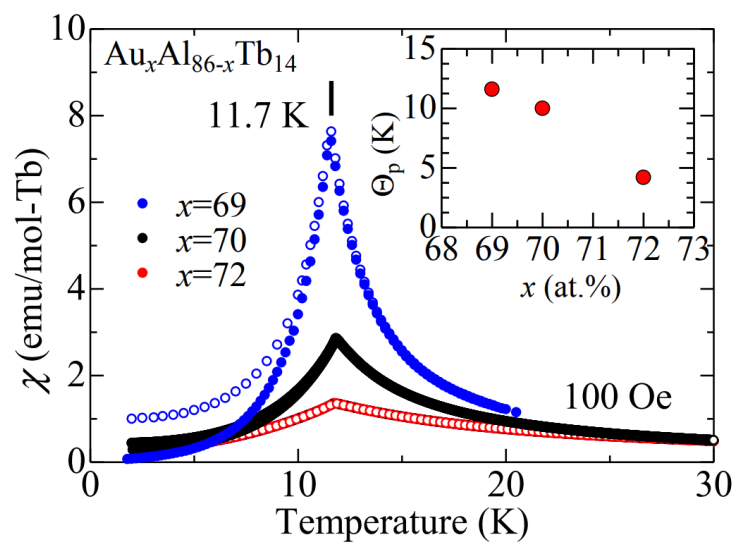 10
8
6
4
2
0
χ (emu/mol-Tb)
AuxAl86-xTb14
11.7 K
x=69
x=70
x=72
100 Oe
0 10 20 30
Temperature (K)
15
10
5
0
Θp (K)
68 69 70 71 72 73
x (at.%)